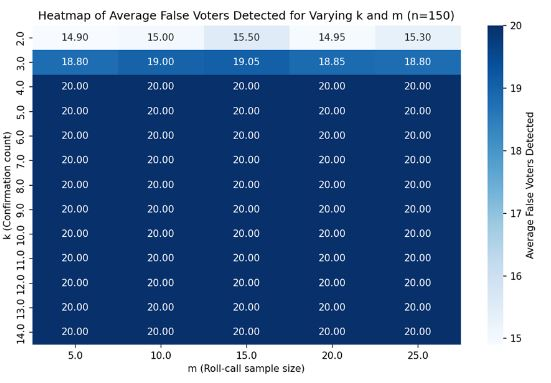 Heatmap of Average False Voters Detected for Varying k and m (n=150)
2.0 14.90 15.00 15.50 14.95 15.30
3.0 18.80 19.00 19.05 18.85 18.80
4.0 20.00 20.00 20.00 20.00 20.00
5.0 20.00 20.00 20.00 20.00 20.00
6.0 20.00 20.00 20.00 20.00 20.00
7.0 20.00 20.00 20.00 20.00 20.00
8.0 20.00 20.00 20.00 20.00 20.00
9.0 20.00 20.00 20.00 20.00 20.00
10.0 20.00 20.00 20.00 20.00 20.00
11.0 20.00 20.00 20.00 20.00 20.00
12.0 20.00 20.00 20.00 20.00 20.00
13.0 20.00 20.00 20.00 20.00 20.00
14.0 20.00 20.00 20.00 20.00 20.00
k (Confirmation count)
5.0 10.0 15.0 20.0 25.0
m (Roll-call sample size)
20
19
18
17
16
15
Average False Voters Detected